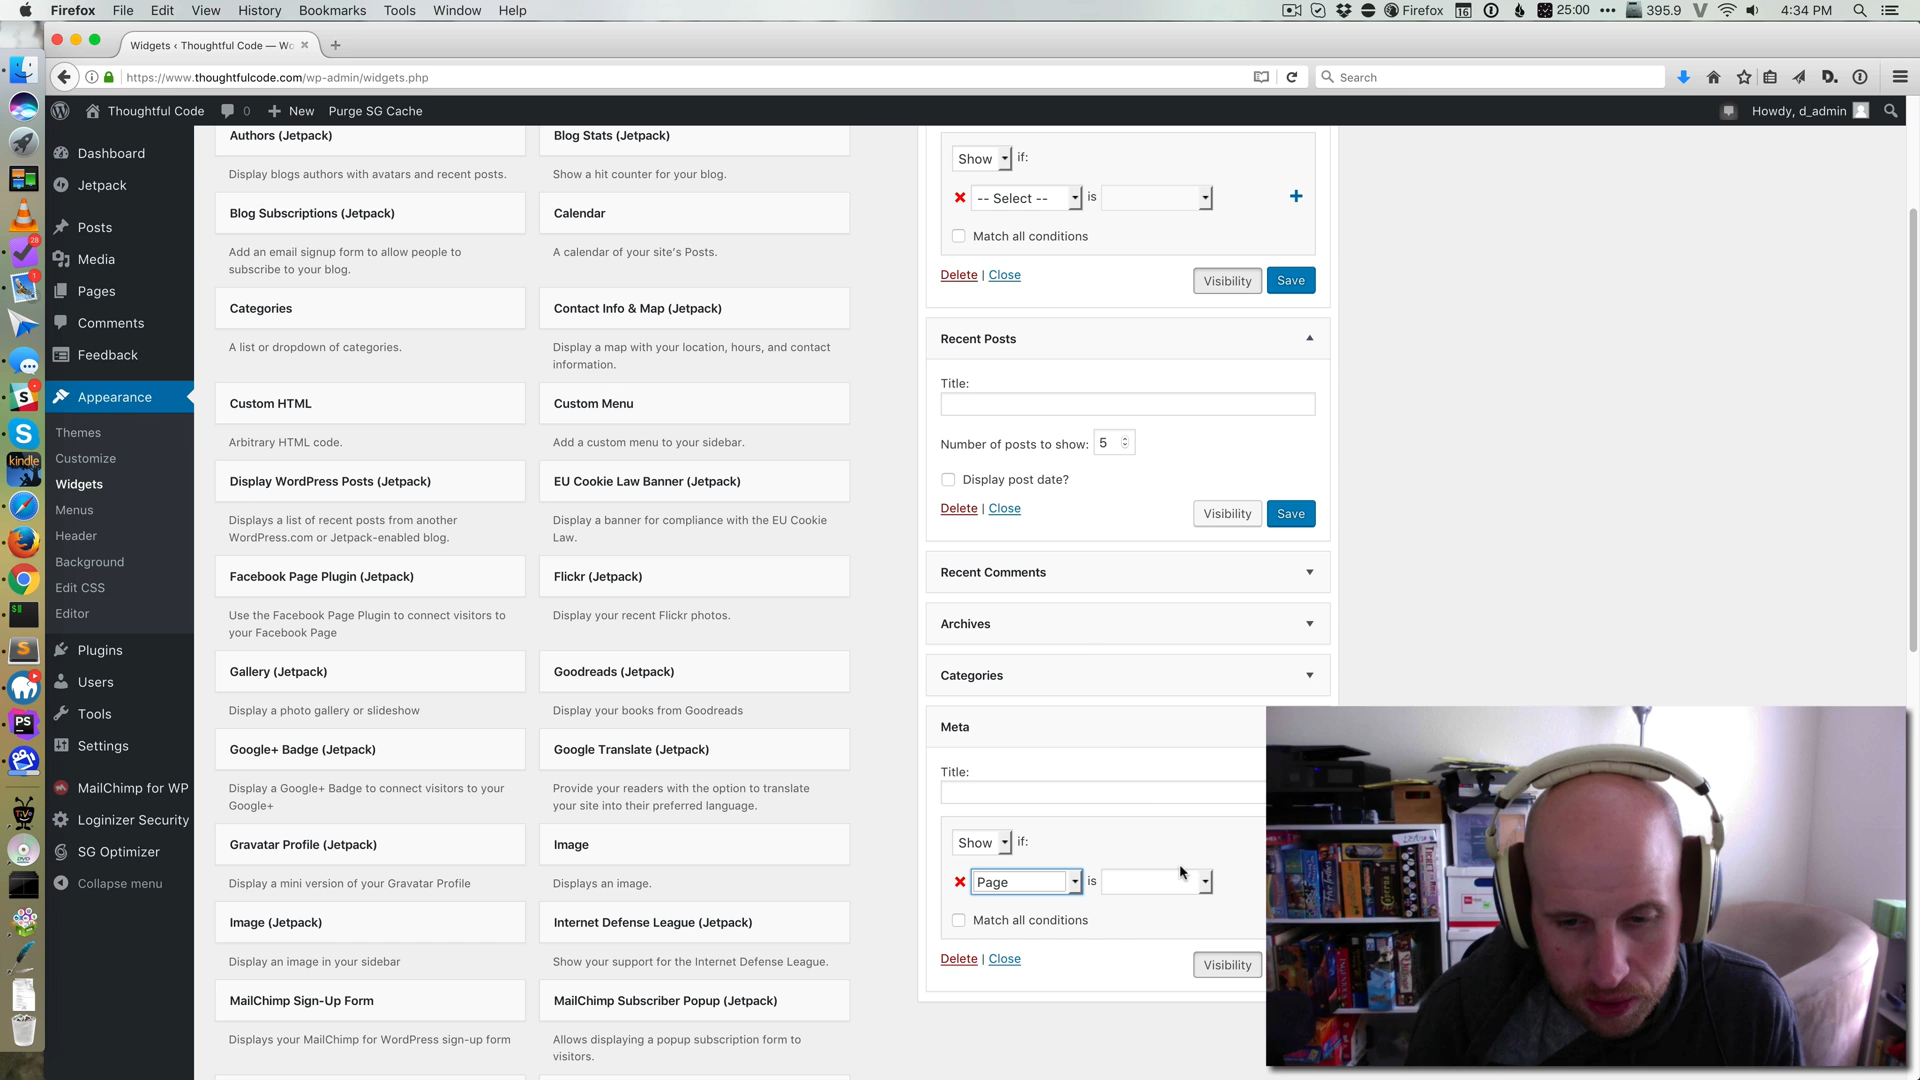 Firefox File Edit View History Bookmarks Tools Window Help
Firefox 25:00 395.9 4:34 PM
Widgets ‹ Thoughtful Code — Wo
https://www.thoughtfulcode.com/wp-admin/widgets.php
Search
Thoughtful Code 0 New Purge SG Cache
Howdy, d_admin
Dashboard
Jetpack
Posts
Media
Pages
Comments
Feedback
Appearance
Themes
Customize
Widgets
Menus
Header
Background
Edit CSS
Editor
Plugins
Users
Tools
Settings
MailChimp for WP
Loginizer Security
SG Optimizer
Collapse menu
Authors (Jetpack)
Display blogs authors with avatars and recent posts.
Blog Stats (Jetpack)
Show a hit counter for your blog.
Blog Subscriptions (Jetpack)
Add an email signup form to allow people to
subscribe to your blog.
Calendar
A calendar of your site's Posts.
Categories
A list or dropdown of categories.
Contact Info & Map (Jetpack)
Display a map with your location, hours, and contact
information.
Custom HTML
Arbitrary HTML code.
Custom Menu
Add a custom menu to your sidebar.
Display WordPress Posts (Jetpack)
Displays a list of recent posts from another
WordPress.com or Jetpack-enabled blog.
EU Cookie Law Banner (Jetpack)
Display a banner for compliance with the EU Cookie
Law.
Facebook Page Plugin (Jetpack)
Use the Facebook Page Plugin to connect visitors to
your Facebook Page
Flickr (Jetpack)
Display your recent Flickr photos.
Gallery (Jetpack)
Display a photo gallery or slideshow
Goodreads (Jetpack)
Display your books from Goodreads
Google+ Badge (Jetpack)
Display a Google+ Badge to connect visitors to your
Google+
Google Translate (Jetpack)
Provide your readers with the option to translate
your site into their preferred language.
Gravatar Profile (Jetpack)
Display a mini version of your Gravatar Profile
Image
Displays an image.
Image (Jetpack)
Display an image in your sidebar
Internet Defense League (Jetpack)
Show your support for the Internet Defense League.
MailChimp Sign-Up Form
Displays your MailChimp for WordPress sign-up form
MailChimp Subscriber Popup (Jetpack)
Allows displaying a popup subscription form to
visitors.
Show if:
-- Select -- is
Match all conditions
Delete | Close Visibility Save
Recent Posts
Title:
Number of posts to show: 5
Display post date?
Delete | Close Visibility Save
Recent Comments
Archives
Categories
Meta
Title:
Show if:
Page is
Match all conditions
Delete | Close Visibility
kindle
28
1
S
PS
TiVo
DVD